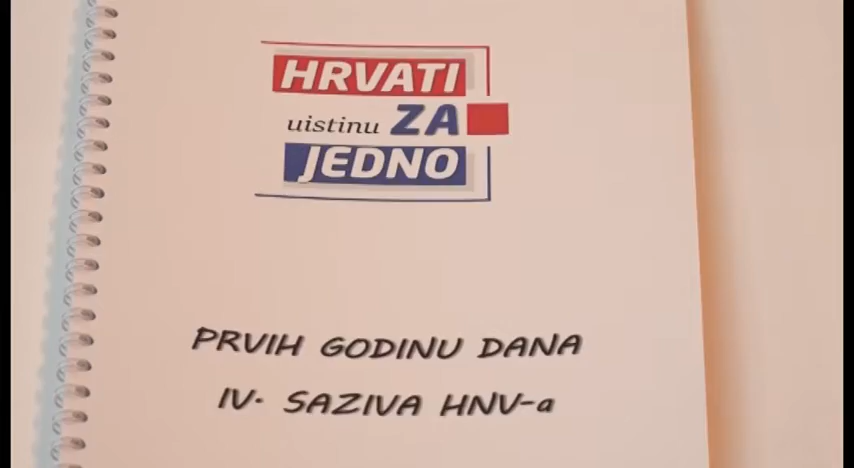 HRVATI
uistinu ZA
JEDNO
PRVIH GODINU DANA
IV. SAZIVA HNV-a